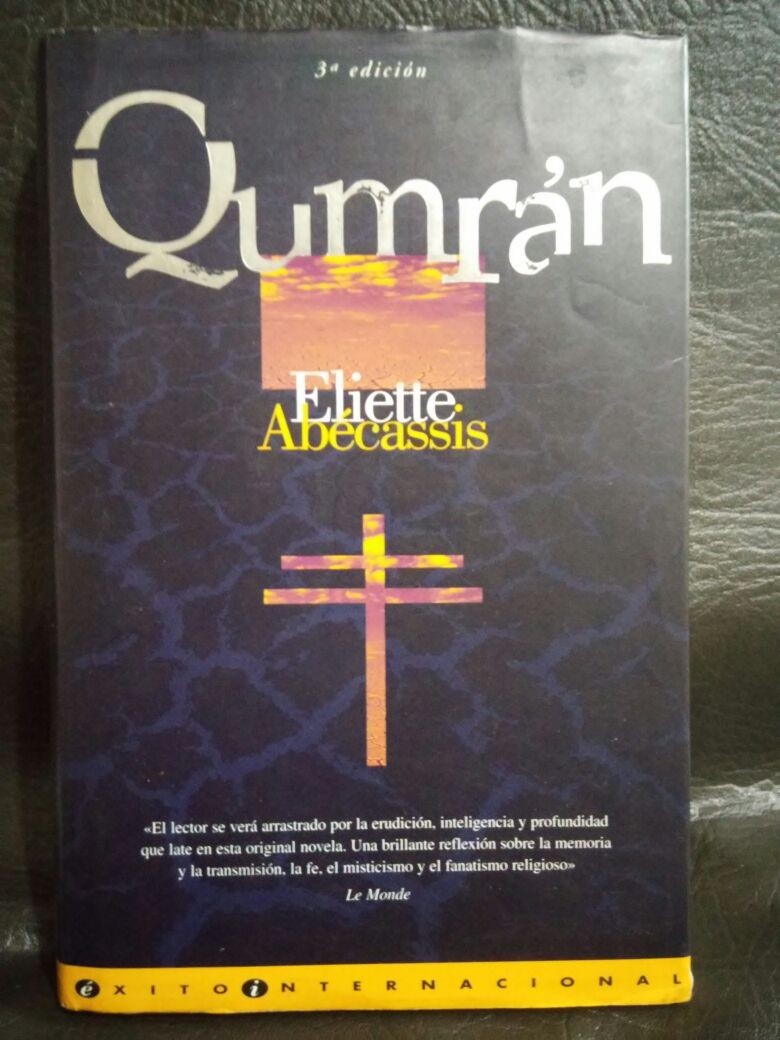 3ª edición
Qumrán
Eliette
Abécassis
«El lector se verá arrastrado por la erudición, inteligencia y profundidad
que late en esta original novela. Una brillante reflexión sobre la memoria
y la transmisión, la fe, el misticismo y el fanatismo religioso»
Le Monde
éXITO iNTERNACIONAL